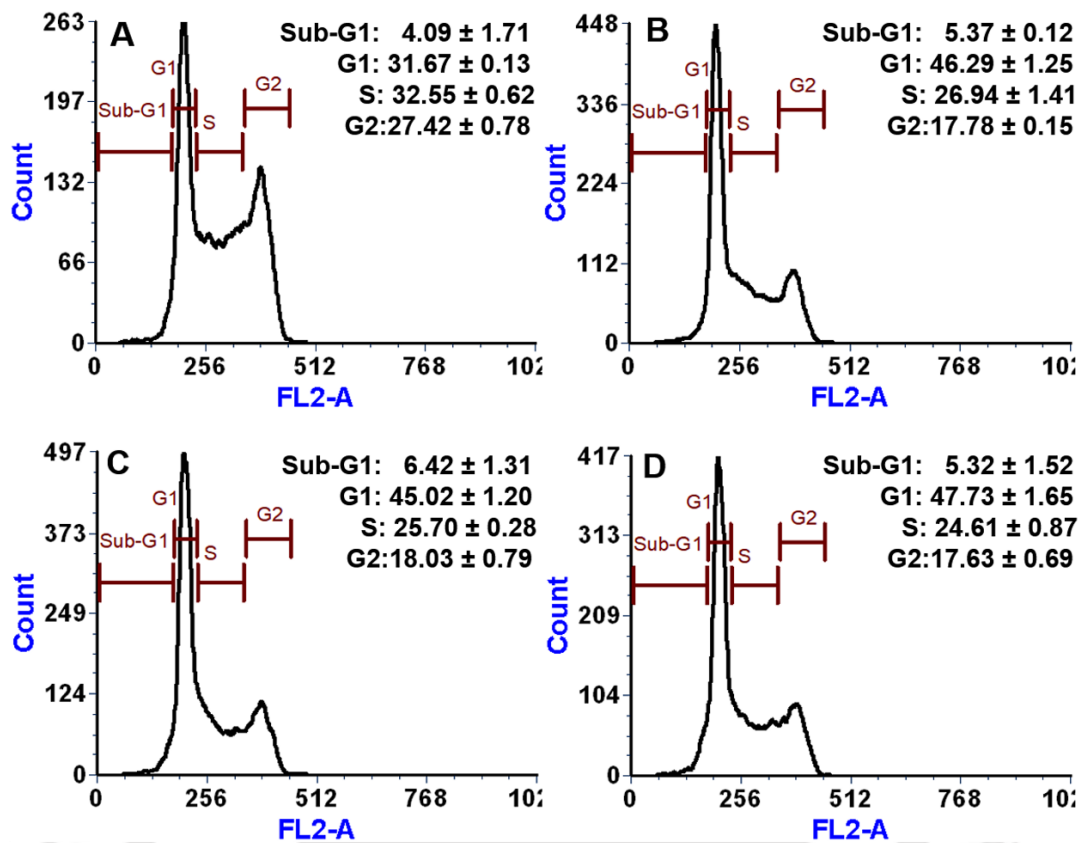 A
Sub-G1: 4.09 ± 1.71
G1: 31.67 ± 0.13
S: 32.55 ± 0.62
G2:27.42 ± 0.78
G1
G2
Sub-G1
S
263
197
132
66
0
Count
0 256 512 768 102
FL2-A
B
Sub-G1: 5.37 ± 0.12
G1: 46.29 ± 1.25
S: 26.94 ± 1.41
G2:17.78 ± 0.15
G1
G2
Sub-G1
S
448
336
224
112
0
Count
0 256 512 768 102
FL2-A
C
Sub-G1: 6.42 ± 1.31
G1: 45.02 ± 1.20
S: 25.70 ± 0.28
G2:18.03 ± 0.79
G1
G2
Sub-G1
S
497
373
249
124
0
Count
0 256 512 768 102
FL2-A
D
Sub-G1: 5.32 ± 1.52
G1: 47.73 ± 1.65
S: 24.61 ± 0.87
G2:17.63 ± 0.69
G1
G2
Sub-G1
S
417
313
209
104
0
Count
0 256 512 768 102
FL2-A